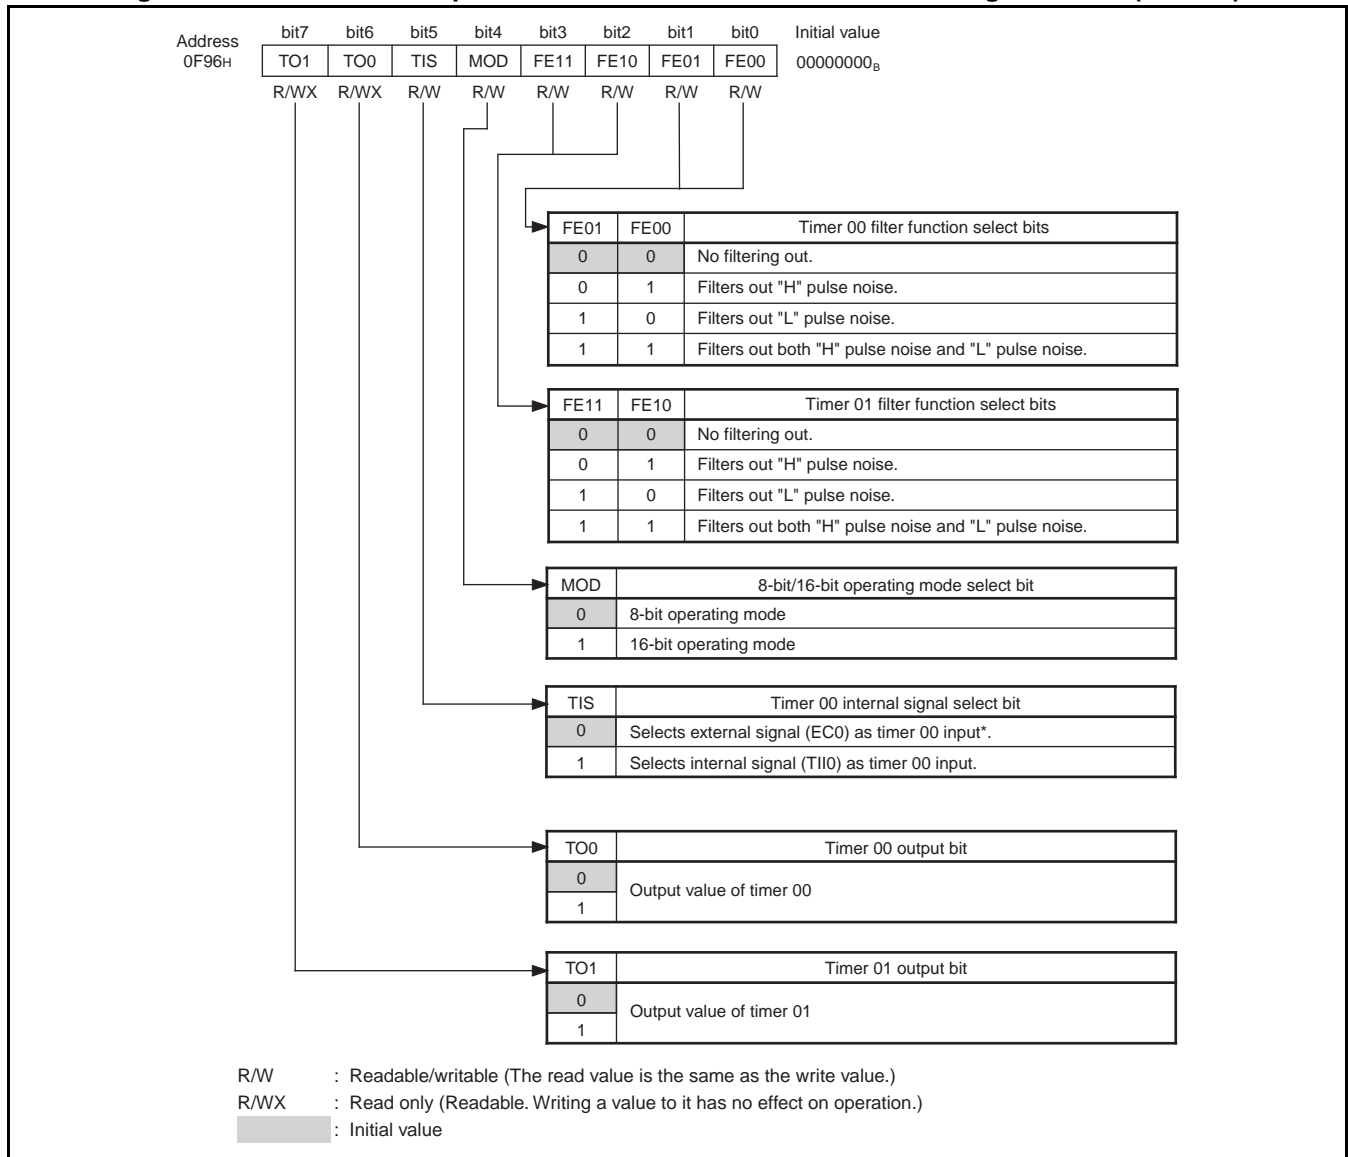 Address bit7 bit6 bit5 bit4 bit3 bit2 bit1 bit0 Initial value
0F96H TO1 TO0 TIS MOD FE11 FE10 FE01 FE00 00000000B
R/WX R/WX R/W R/W R/W R/W R/W R/W
FE01 FE00 Timer 00 filter function select bits
0 0 No filtering out.
0 1 Filters out "H" pulse noise.
1 0 Filters out "L" pulse noise.
1 1 Filters out both "H" pulse noise and "L" pulse noise.
FE11 FE10 Timer 01 filter function select bits
0 0 No filtering out.
0 1 Filters out "H" pulse noise.
1 0 Filters out "L" pulse noise.
1 1 Filters out both "H" pulse noise and "L" pulse noise.
MOD 8-bit/16-bit operating mode select bit
0 8-bit operating mode
1 16-bit operating mode
TIS Timer 00 internal signal select bit
0 Selects external signal (EC0) as timer 00 input*.
1 Selects internal signal (TII0) as timer 00 input.
TO0 Timer 00 output bit
0
Output value of timer 00
1
TO1 Timer 01 output bit
0
Output value of timer 01
1
R/W : Readable/writable (The read value is the same as the write value.)
R/WX : Read only (Readable. Writing a value to it has no effect on operation.)
: Initial value